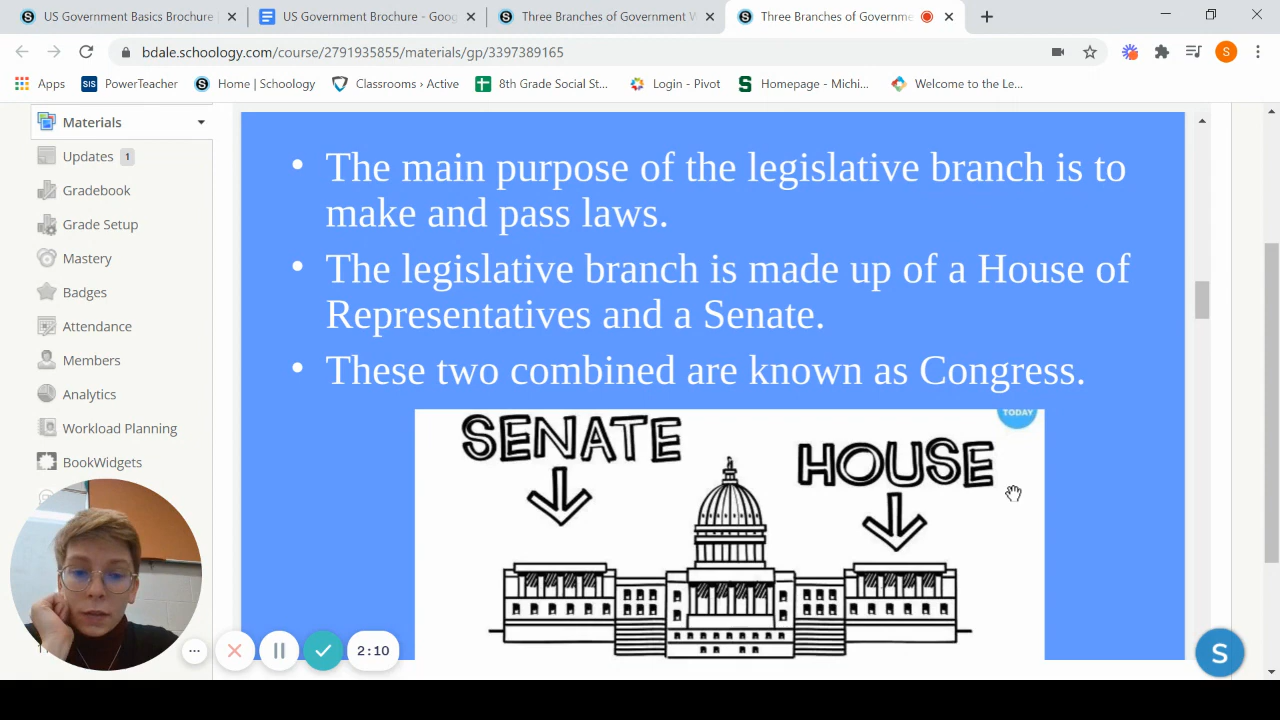 US Government Basics Brochure
US Government Brochure - Goog
Three Branches of Government W
Three Branches of Governme
bdale.schoology.com/course/2791935855/materials/gp/3397389165
S
Apps
SIS PowerTeacher
S Home | Schoology
Classrooms › Active
8th Grade Social St...
Login - Pivot
S Homepage - Michi...
Welcome to the Le...
Materials
Updates 1
Gradebook
Grade Setup
Mastery
Badges
Attendance
Members
Analytics
Workload Planning
BookWidgets
• The main purpose of the legislative branch is to
make and pass laws.
• The legislative branch is made up of a House of
Representatives and a Senate.
• These two combined are known as Congress.
TODAY
SENATE
HOUSE
2:10
S